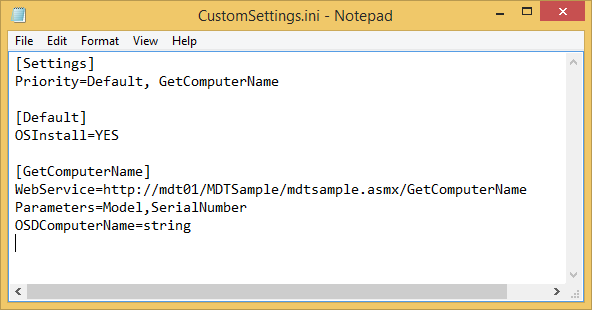 CustomSettings.ini - Notepad
File Edit Format View Help
[Settings]
Priority=Default, GetComputerName
[Default]
OSInstall=YES
[GetComputerName]
WebService=http://mdt01/MDTSample/mdtsample.asmx/GetComputerName
Parameters=Model,SerialNumber
OSDComputerName=string